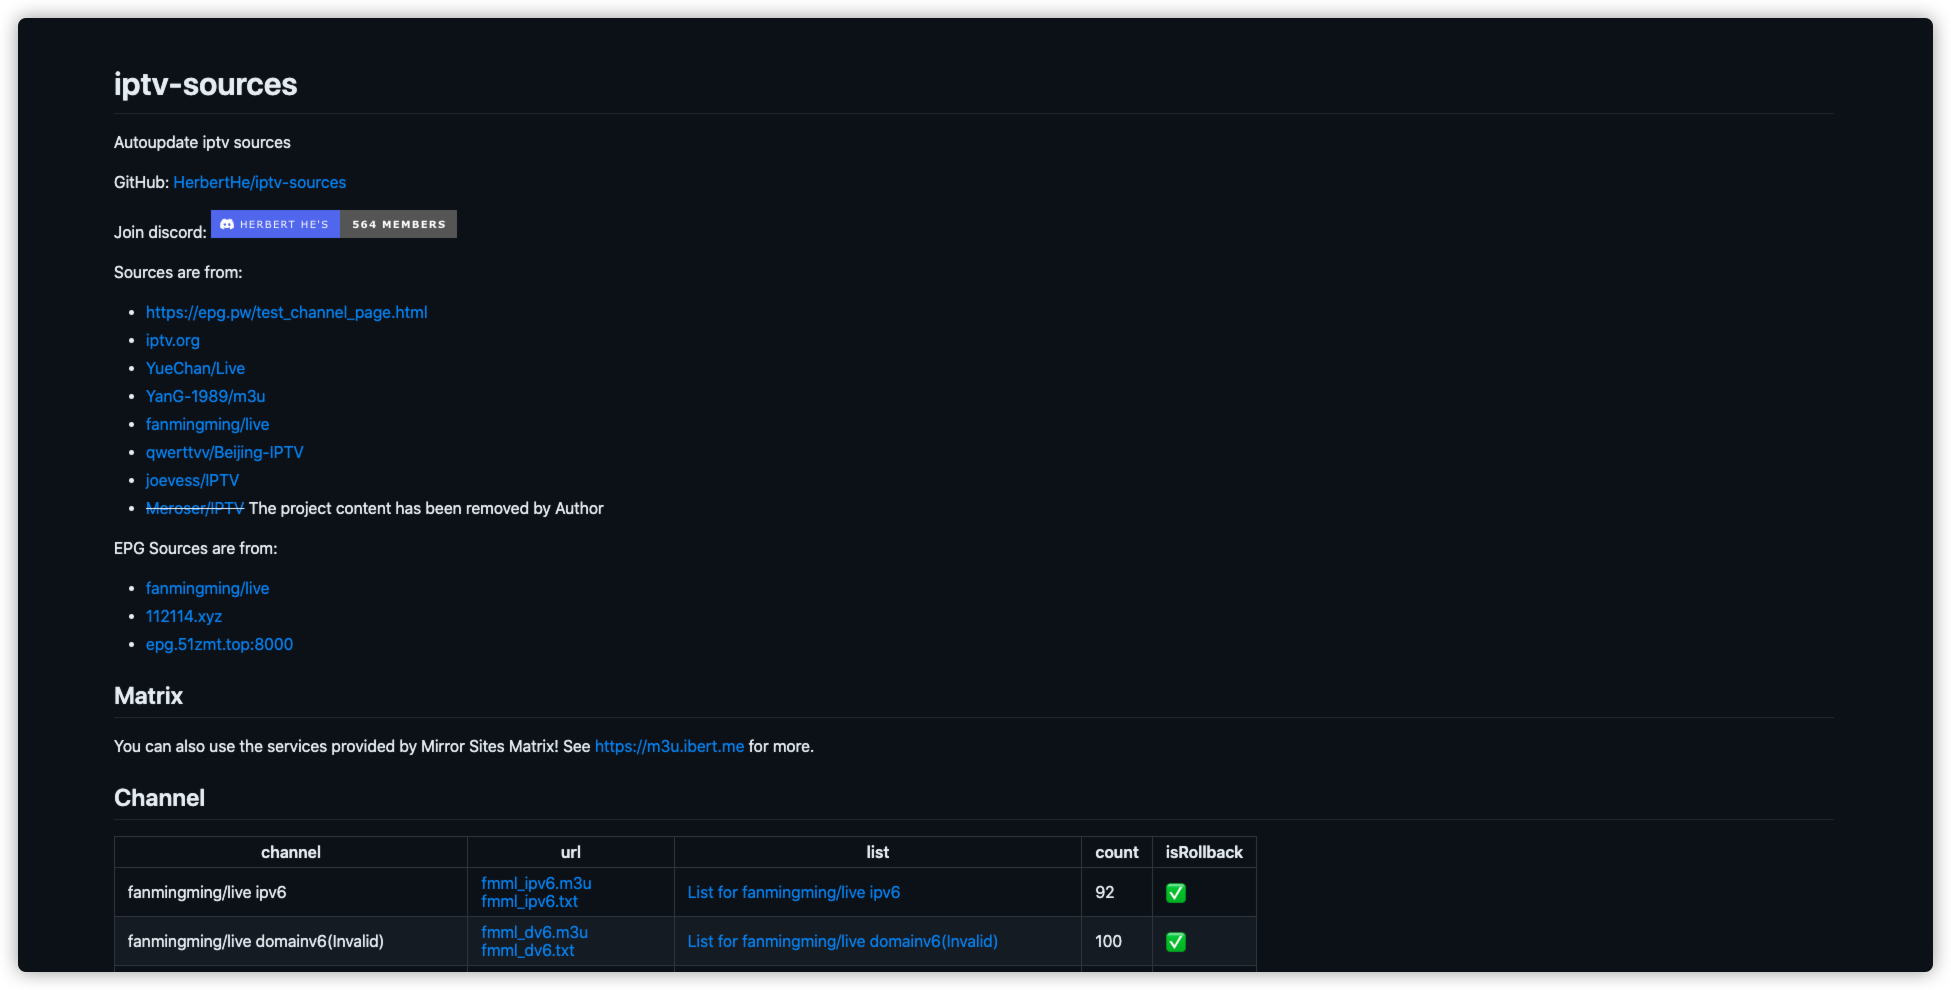 iptv-sources
Autoupdate iptv sources
GitHub: HerbertHe/iptv-sources
Join discord: HERBERT HE'S 564 MEMBERS
Sources are from:
• https://epg.pw/test_channel_page.html
• iptv.org
• YueChan/Live
• YanG-1989/m3u
• fanmingming/live
• qwerttvv/Beijing-IPTV
• joevess/IPTV
• Meroser/IPTV The project content has been removed by Author
EPG Sources are from:
• fanmingming/live
• 112114.xyz
• epg.51zmt.top:8000
Matrix
You can also use the services provided by Mirror Sites Matrix! See https://m3u.ibert.me for more.
Channel
channel url list count isRollback
fanmingming/live ipv6 fmml_ipv6.m3u List for fanmingming/live ipv6 92 ✅
fmml_ipv6.txt
fanmingming/live domainv6(Invalid) fmml_dv6.m3u List for fanmingming/live domainv6(Invalid) 100 ✅
fmml_dv6.txt